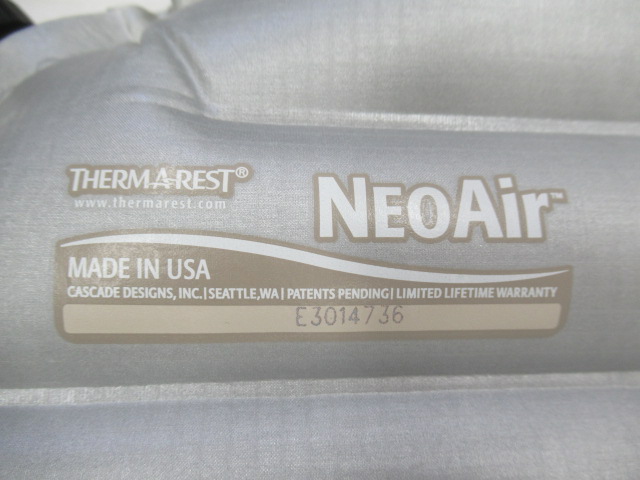 THERM-A-REST®
www.thermarest.com
NEOAir™
MADE IN USA
CASCADE DESIGNS, INC.|SEATTLE,WA| PATENTS PENDING| LIMITED LIFETIME WARRANTY
E3014736